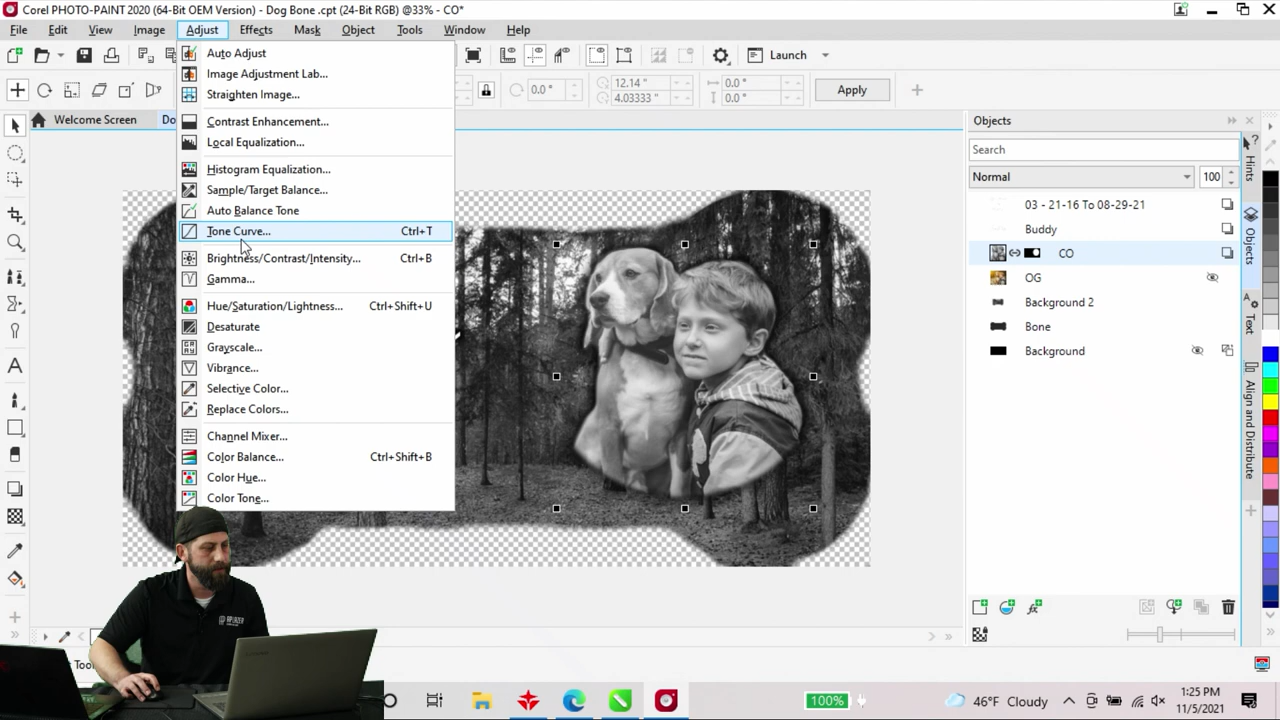 Corel PHOTO-PAINT 2020 (64-Bit OEM Version) - Dog Bone .cpt (24-Bit RGB) @33% - CO*
File Edit View Image Adjust Effects Mask Object Tools Window Help
Launch
0.0 ° 12.14 " 4.03333 " 0.0 " 0.0 " Apply
Welcome Screen Do
Auto Adjust
Image Adjustment Lab...
Straighten Image...
Contrast Enhancement...
Local Equalization...
Histogram Equalization...
Sample/Target Balance...
Auto Balance Tone
Tone Curve... Ctrl+T
Brightness/Contrast/Intensity... Ctrl+B
Gamma...
Hue/Saturation/Lightness... Ctrl+Shift+U
Desaturate
Grayscale...
Vibrance...
Selective Color...
Replace Colors...
Channel Mixer...
Color Balance... Ctrl+Shift+B
Color Hue...
Color Tone...
Objects
Search
Normal 100
03 - 21-16 To 08-29-21
Buddy
CO
OG
Background 2
Bone
Background
Hints
Objects
Text
Align and Distribute
100%
46°F Cloudy
1:25 PM
11/5/2021